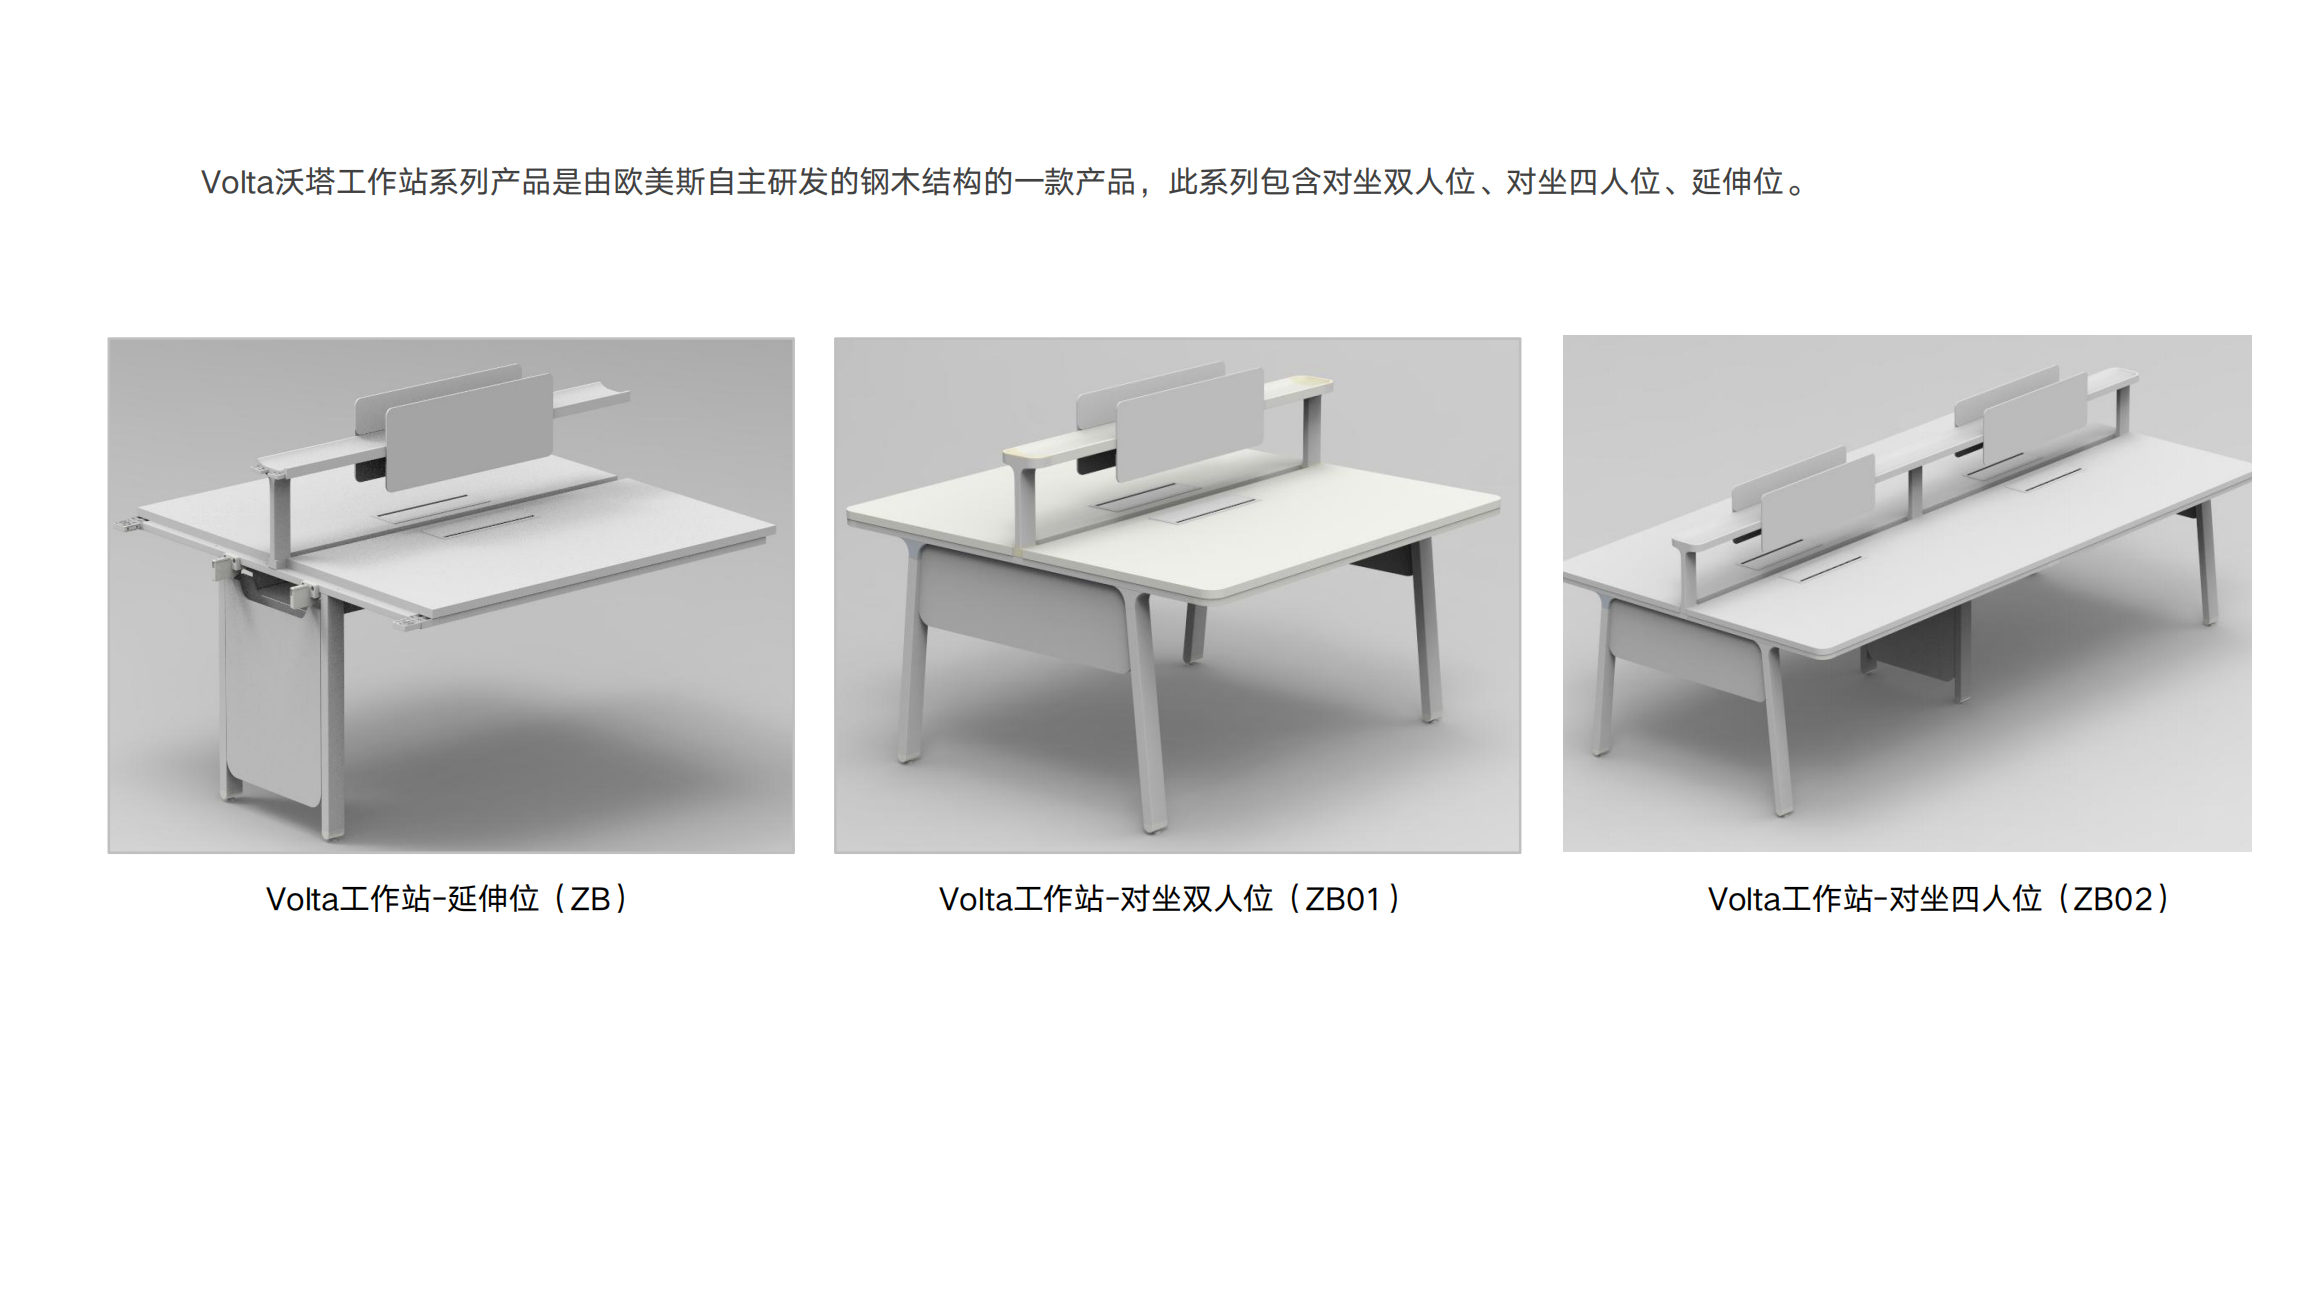 Volta沃塔工作站系列产品是由欧美斯自主研发的钢木结构的一款产品，此系列包含对坐双人位、对坐四人位、延伸位。
Volta工作站-延伸位（ZB）
Volta工作站-对坐双人位（ZB01）
Volta工作站-对坐四人位（ZB02）